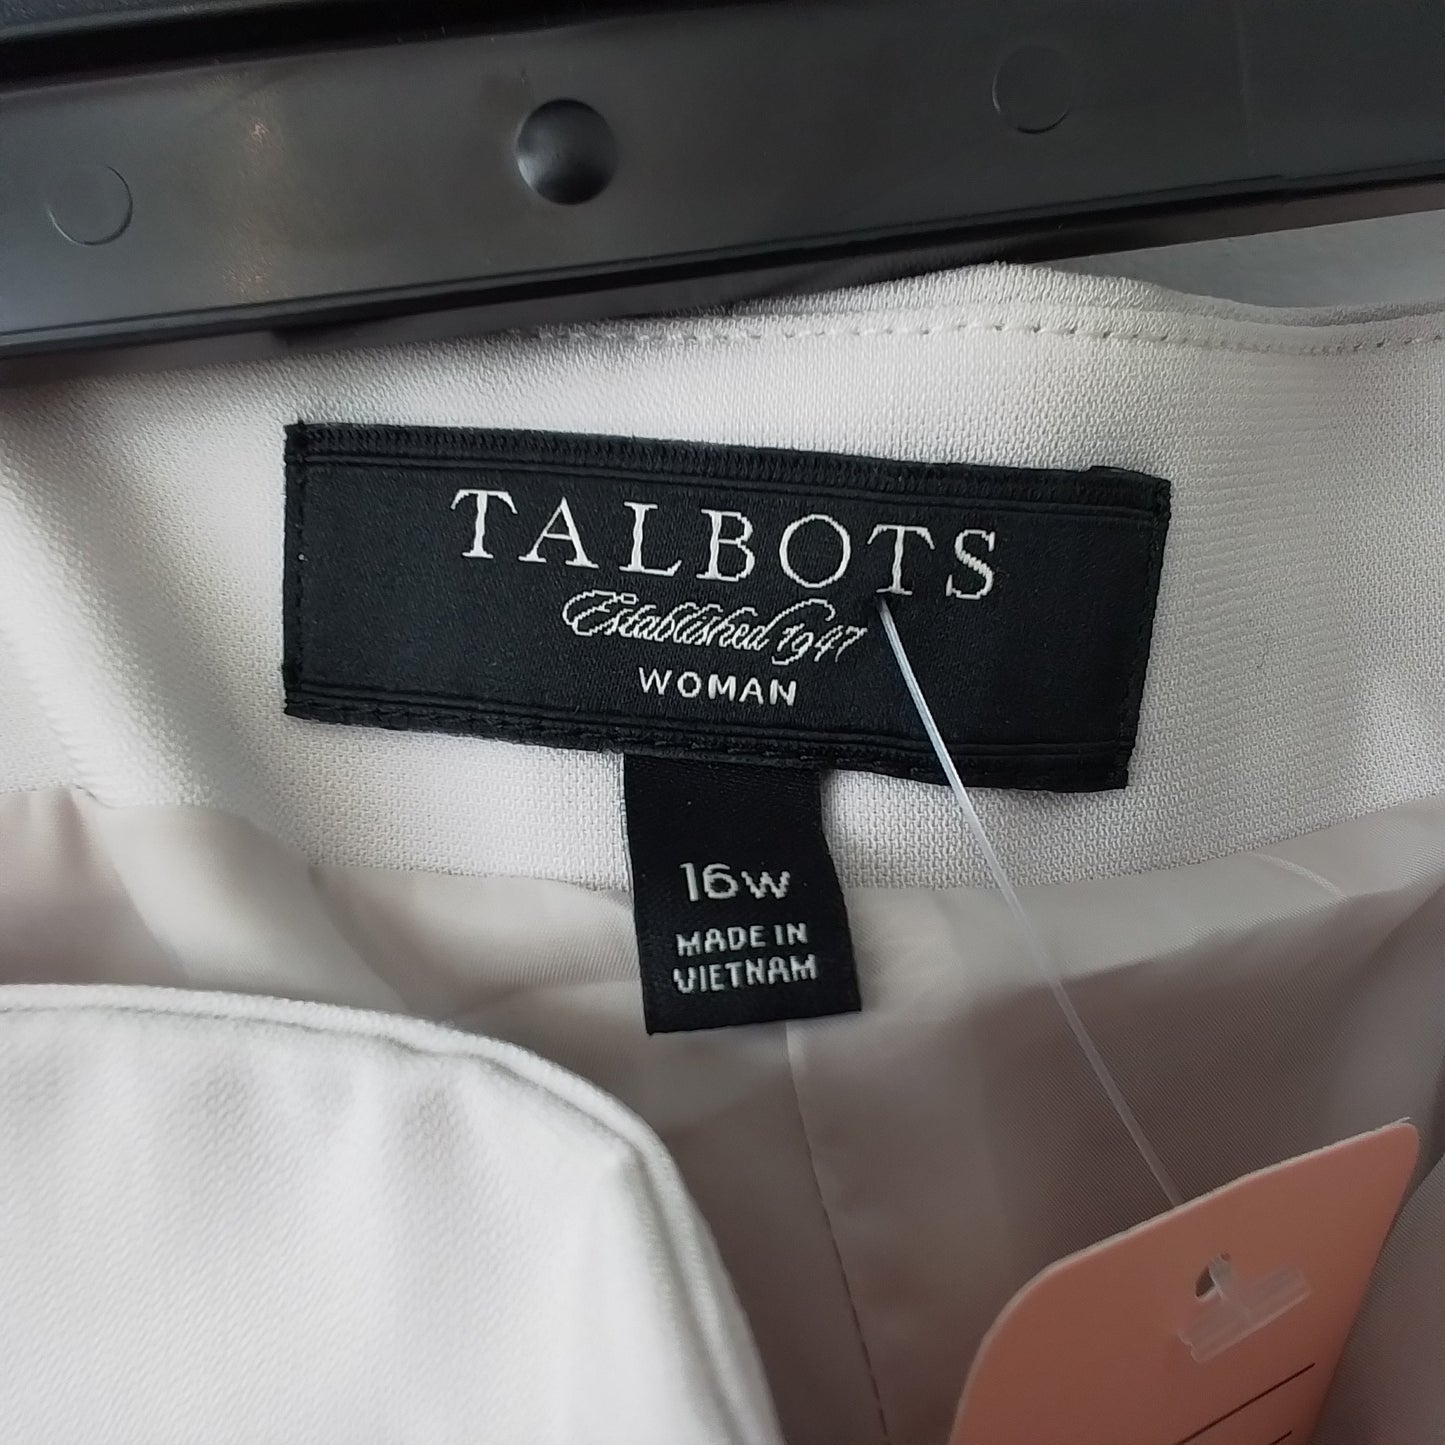 TALBOTS
Established 1947
WOMAN
16W
MADE IN
VIETNAM